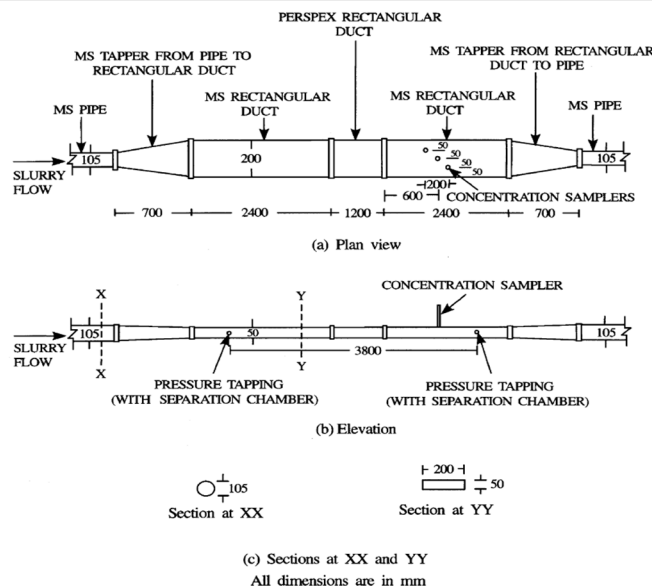 PERSPEX RECTANGULAR
DUCT
MS TAPPER FROM PIPE TO
RECTANGULAR DUCT
MS TAPPER FROM RECTANGULAR
DUCT TO PIPE
MS RECTANGULAR
DUCT
MS RECTANGULAR
DUCT
MS PIPE
MS PIPE
105
200
50
50
50
50
105
SLURRY
FLOW
200
600
CONCENTRATION SAMPLERS
700
2400
1200
2400
700
(a) Plan view
X
Y
CONCENTRATION SAMPLER
105
50
105
SLURRY
FLOW
3800
X
Y
PRESSURE TAPPING
(WITH SEPARATION CHAMBER)
PRESSURE TAPPING
(WITH SEPARATION CHAMBER)
(b) Elevation
105
Section at XX
200
50
Section at YY
(c) Sections at XX and YY
All dimensions are in mm